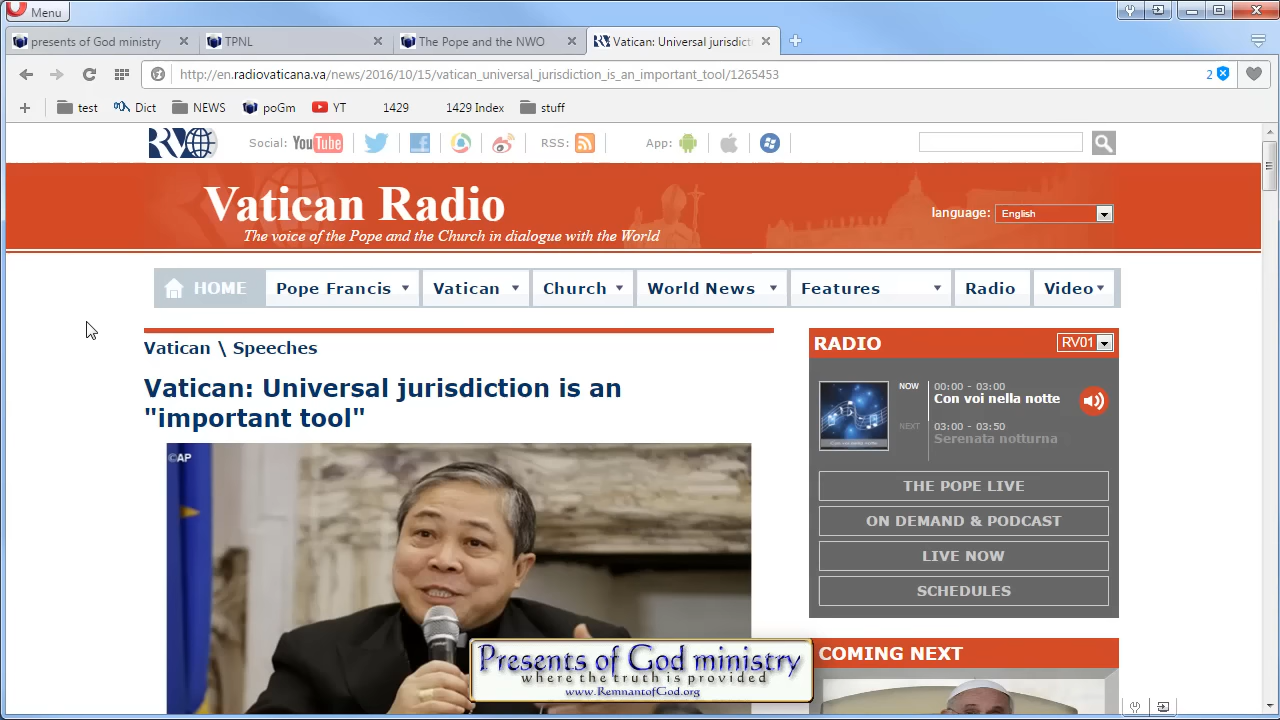 Menu
presents of God ministry
TPNL
The Pope and the NWO
Vatican: Universal jurisdicti
http://en.radiovaticana.va/news/2016/10/15/vatican_universal_jurisdiction_is_an_important_tool/1265453
2
test
Dict
NEWS
poGm
YT
1429
1429 Index
stuff
RV
Social:
YouTube
RSS:
App:
Vatican Radio
The voice of the Pope and the Church in dialogue with the World
language:
English
HOME
Pope Francis
Vatican
Church
World News
Features
Radio
Video
Vatican \ Speeches
Vatican: Universal jurisdiction is an
"important tool"
©AP
RADIO
RV01
NOW
00:00 - 03:00
Con voi nella notte
NEXT
03:00 - 03:50
Serenata notturna
Con voi nella notte
THE POPE LIVE
ON DEMAND & PODCAST
LIVE NOW
SCHEDULES
COMING NEXT
Presents of God ministry
where the truth is provided
www.RemnantofGod.org